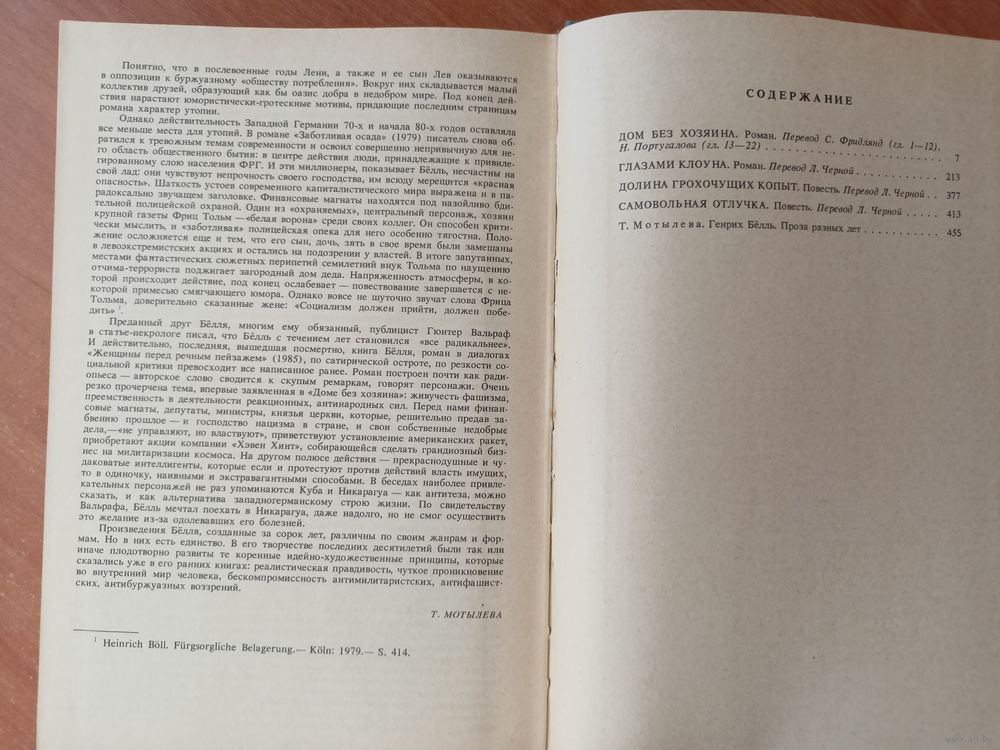 Понятно, что в послевоенные годы Лени, а также и ее сын Лев оказываются
в оппозиции к буржуазному «обществу потребления». Вокруг них складывается малый
коллектив друзей, образующий как бы оазис добра в недобром мире. Под конец дей-
ствия нарастают юмористически-гротескные мотивы, придающие последним страницам
романа характер утопии.
Однако действительность Западной Германии 70-х и начала 80-х годов оставляла
все меньше места для утопий. В романе «Заботливая осада» (1979) писатель снова об-
ратился к тревожным темам современности и освоил совершенно непривычную для не-
го область общественного бытия: в центре действия люди, принадлежащие к привиле-
гированному слою населения ФРГ. И эти миллионеры, показывает Бёлль, несчастны на
свой лад: они чувствуют непрочность своего господства, им всюду мерещится «красная
опасность». Шаткость устоев современного капиталистического мира выражена и в па-
радоксально звучащем заголовке. Финансовые магнаты находятся под назойливо бди-
тельной полицейской охраной. Один из «охраняемых», центральный персонаж, хозяин
крупной газеты Фриц Тольм —«белая ворона» среди своих коллег. Он способен крити-
чески мыслить, и «заботливая» полицейская опека для него особенно тягостна. Поло-
жение осложняется еще и тем, что его сын, дочь, зять в свое время были замешаны
в левоэкстремистских акциях и остались на подозрении у властей. В итоге запутанных,
местами фантастических сюжетных перипетий семилетний внук Тольма по наущению
отчима-террориста поджигает загородный дом деда. Напряженность атмосферы, в ко-
торой происходит действие, под конец ослабевает — повествование завершается с не-
которой примесью смягчающего юмора. Однако вовсе не шуточно звучат слова Фрица
Тольма, доверительно сказанные жене: «Социализм должен прийти, должен побе-
дить» ¹.
Преданный друг Бёлля, многим ему обязанный, публицист Гюнтер Вальраф
в статье-некрологе писал, что Бёлль с течением лет становился «все радикальнее».
И действительно, последняя, вышедшая посмертно, книга Бёлля, роман в диалогах
«Женщины перед речным пейзажем» (1985), по сатирической остроте, по резкости со-
циальной критики превосходит все написанное ранее. Роман построен почти как ради-
опьеса — авторское слово сводится к скупым ремаркам, говорят персонажи. Очень
резко прочерчена тема, впервые заявленная в «Доме без хозяина»: живучесть фашизма,
преемственность в деятельности реакционных, антинародных сил. Перед нами финан-
совые магнаты, депутаты, министры, князья церкви, которые, решительно предав за-
бвению прошлое — и господство нацизма в стране, и свои собственные недобрые
дела,—«не управляют, но властвуют», приветствуют установление американских ракет,
приобретают акции компании «Хэвен Хинт», собирающейся сделать грандиозный биз-
нес на милитаризации космоса. На другом полюсе действия — прекраснодушные и чу-
даковатые интеллигенты, которые если и протестуют против действий власть имущих,
то в одиночку, наивными и экстравагантными способами. В беседах наиболее привле-
кательных персонажей не раз упоминаются Куба и Никарагуа — как антитеза, можно
сказать, и как альтернатива западногерманскому строю жизни. По свидетельству
Вальрафа, Бёлль мечтал поехать в Никарагуа, даже надолго, но не смог осуществить
это желание из-за одолевавших его болезней.
Произведения Бёлля, созданные за сорок лет, различны по своим жанрам и фор-
мам. Но в них есть единство. В его творчестве последних десятилетий были так или
иначе плодотворно развиты те коренные идейно-художественные принципы, которые
сказались уже в его ранних книгах: реалистическая правдивость, чуткое проникновение
во внутренний мир человека, бескомпромиссность антимилитаристских, антифашист-
ских, антибуржуазных воззрений.
Т. МОТЫЛЕВА
¹ Heinrich Böll. Fürgsorgliche Belagerung.— Köln: 1979.— S. 414.
СОДЕРЖАНИЕ
ДОМ БЕЗ ХОЗЯИНА. Роман. Перевод С. Фридлянд (гл. 1—12),
Н. Португалова (гл. 13—22) . . . . . . . . . . . . . . . . 7
ГЛАЗАМИ КЛОУНА. Роман. Перевод Л. Черной . . . . . . . . 213
ДОЛИНА ГРОХОЧУЩИХ КОПЫТ. Повесть. Перевод Л. Черной . . 377
САМОВОЛЬНАЯ ОТЛУЧКА. Повесть. Перевод Л. Черной . . . . . 413
Т. Мотылева. Генрих Бёлль. Проза разных лет . . . . . . . . . . . 455